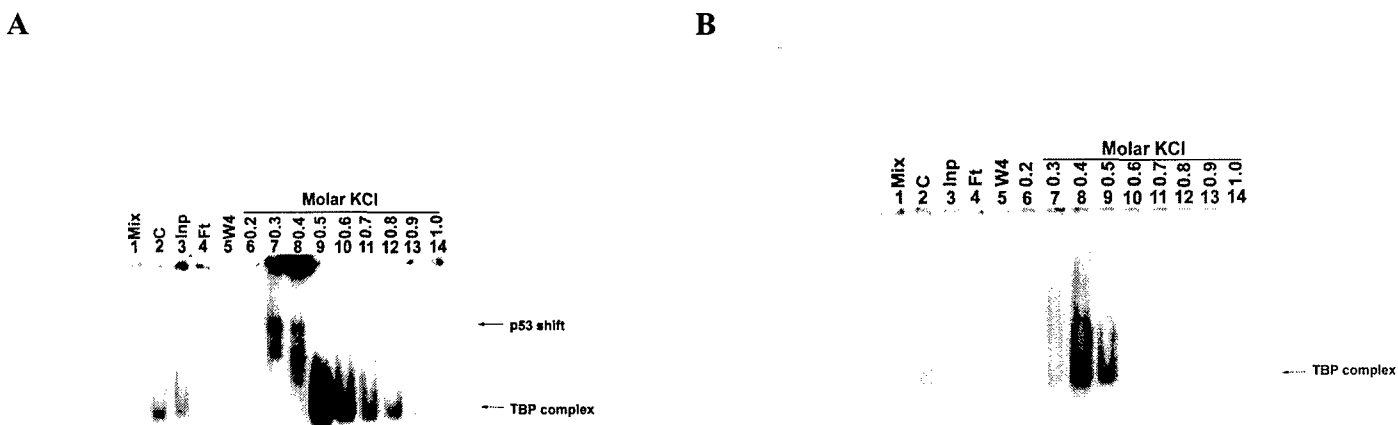 A
B
Molar KCl
1 Mix
2 C
3 Inp
4 Ft
5 W4
6 0.2
7 0.3
8 0.4
9 0.5
10 0.6
11 0.7
12 0.8
13 0.9
14 1.0
p53 shift
TBP complex
Molar KCl
1 Mix
2 C
3 Inp
4 Ft
5 W4
6 0.2
7 0.3
8 0.4
9 0.5
10 0.6
11 0.7
12 0.8
13 0.9
14 1.0
TBP complex